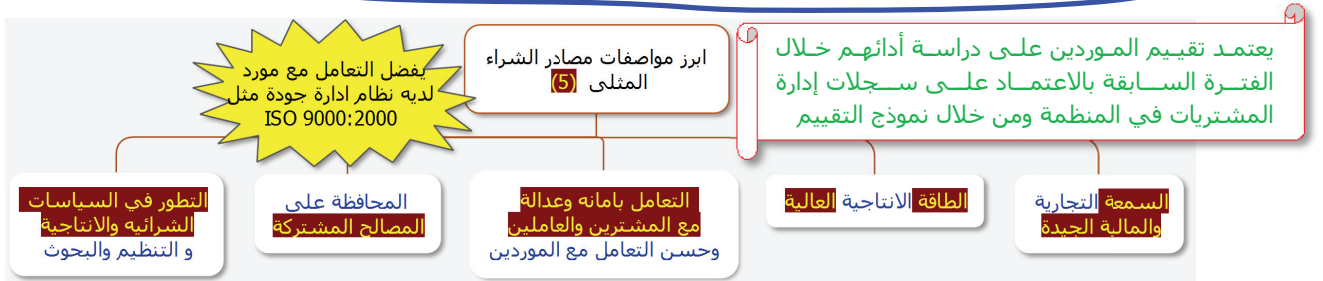 يعتمد تقييم الموردين على دراسة أدائهم خلال
الفترة السابقة بالاعتماد على سجلات إدارة
المشتريات في المنظمة ومن خلال نموذج التقييم
ابرز مواصفات مصادر الشراء
المثلى (5)
يفضل التعامل مع مورد
لديه نظام ادارة جودة مثل
ISO 9000:2000
السمعة التجارية
والمالية الجيدة
الطاقة الانتاجية العالية
التعامل بامانه وعدالة
مع المشترين والعاملين
وحسن التعامل مع الموردين
المحافظة على
المصالح المشتركة
التطور في السياسات
الشرائيه والانتاجية
و التنظيم والبحوث